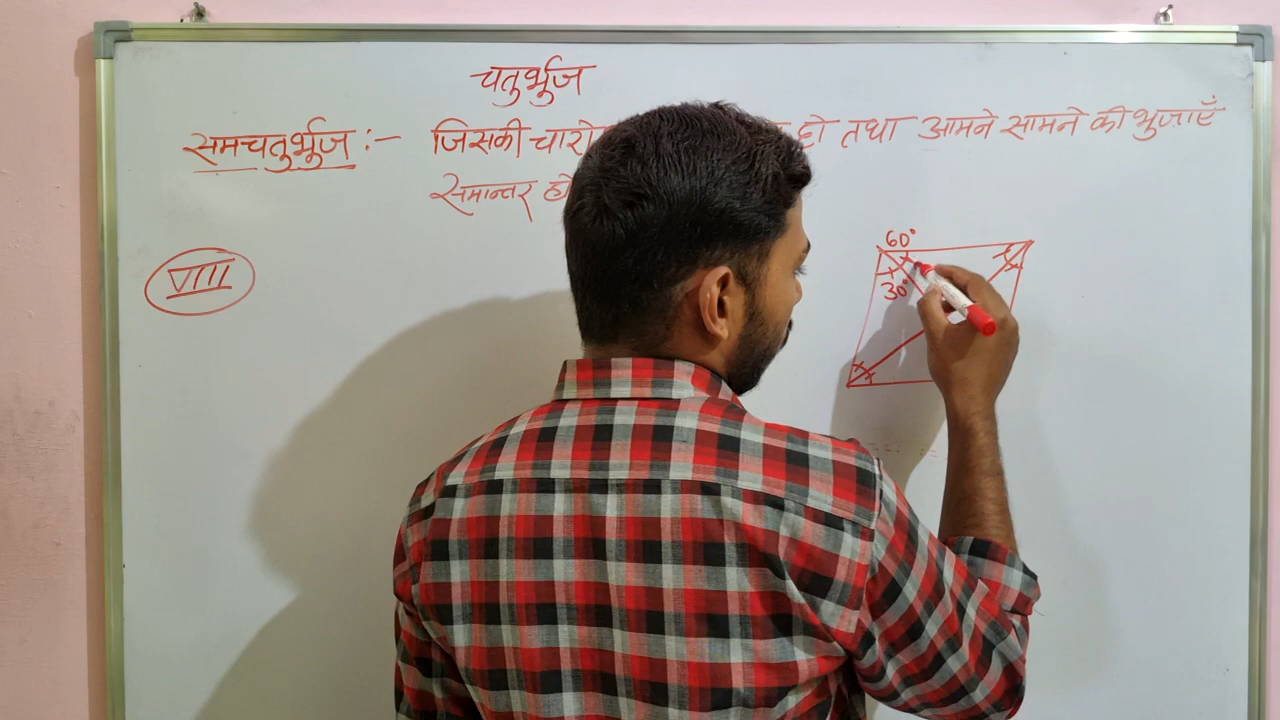 चतुर्भुज
समचतुर्भुज :- जिसकी चारो हो तथा आमने सामने की भुजाएँ
समान्तर हो
VIII
60°
30°